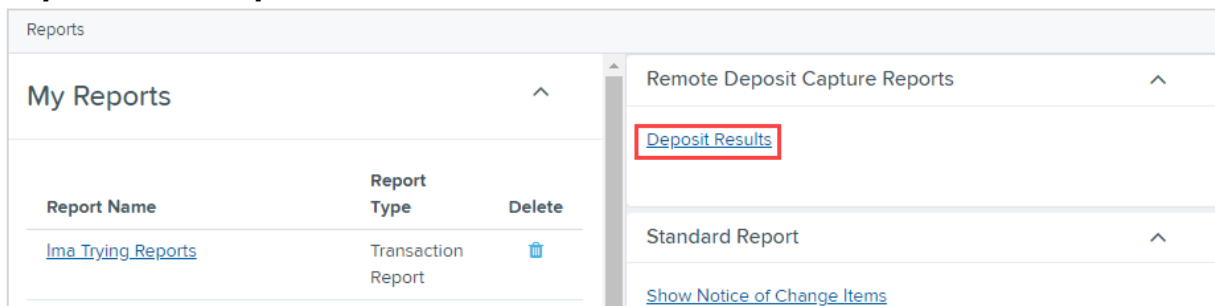 Reports
My Reports
Report Name
Report Type
Delete
Ima Trying Reports
Transaction Report
Remote Deposit Capture Reports
Deposit Results
Standard Report
Show Notice of Change Items